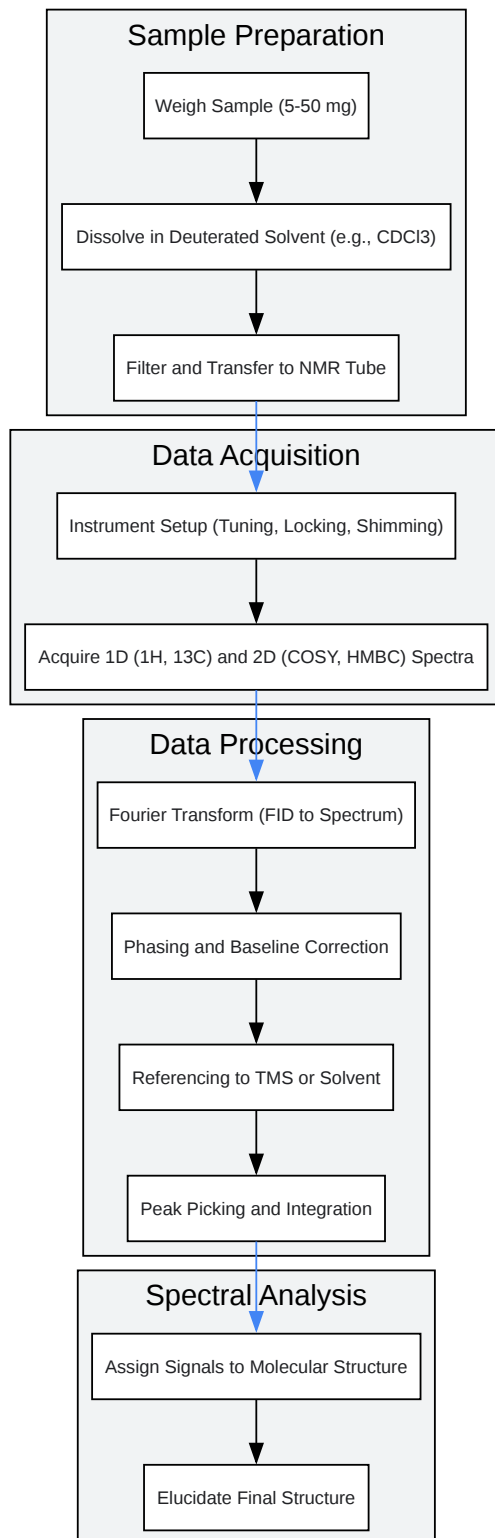 Sample Preparation
Weigh Sample (5-50 mg)
Dissolve in Deuterated Solvent (e.g., CDCl3)
Filter and Transfer to NMR Tube
Data Acquisition
Instrument Setup (Tuning, Locking, Shimming)
Acquire 1D (1H, 13C) and 2D (COSY, HMBC) Spectra
Data Processing
Fourier Transform (FID to Spectrum)
Phasing and Baseline Correction
Referencing to TMS or Solvent
Peak Picking and Integration
Spectral Analysis
Assign Signals to Molecular Structure
Elucidate Final Structure